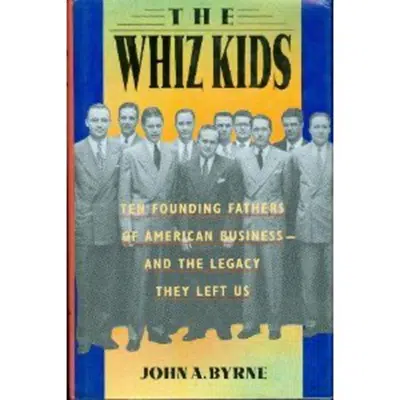 THE
WHIZ KIDS
TEN FOUNDING FATHERS
OF AMERICAN BUSINESS—
AND THE LEGACY
THEY LEFT US
JOHN A. BYRNE